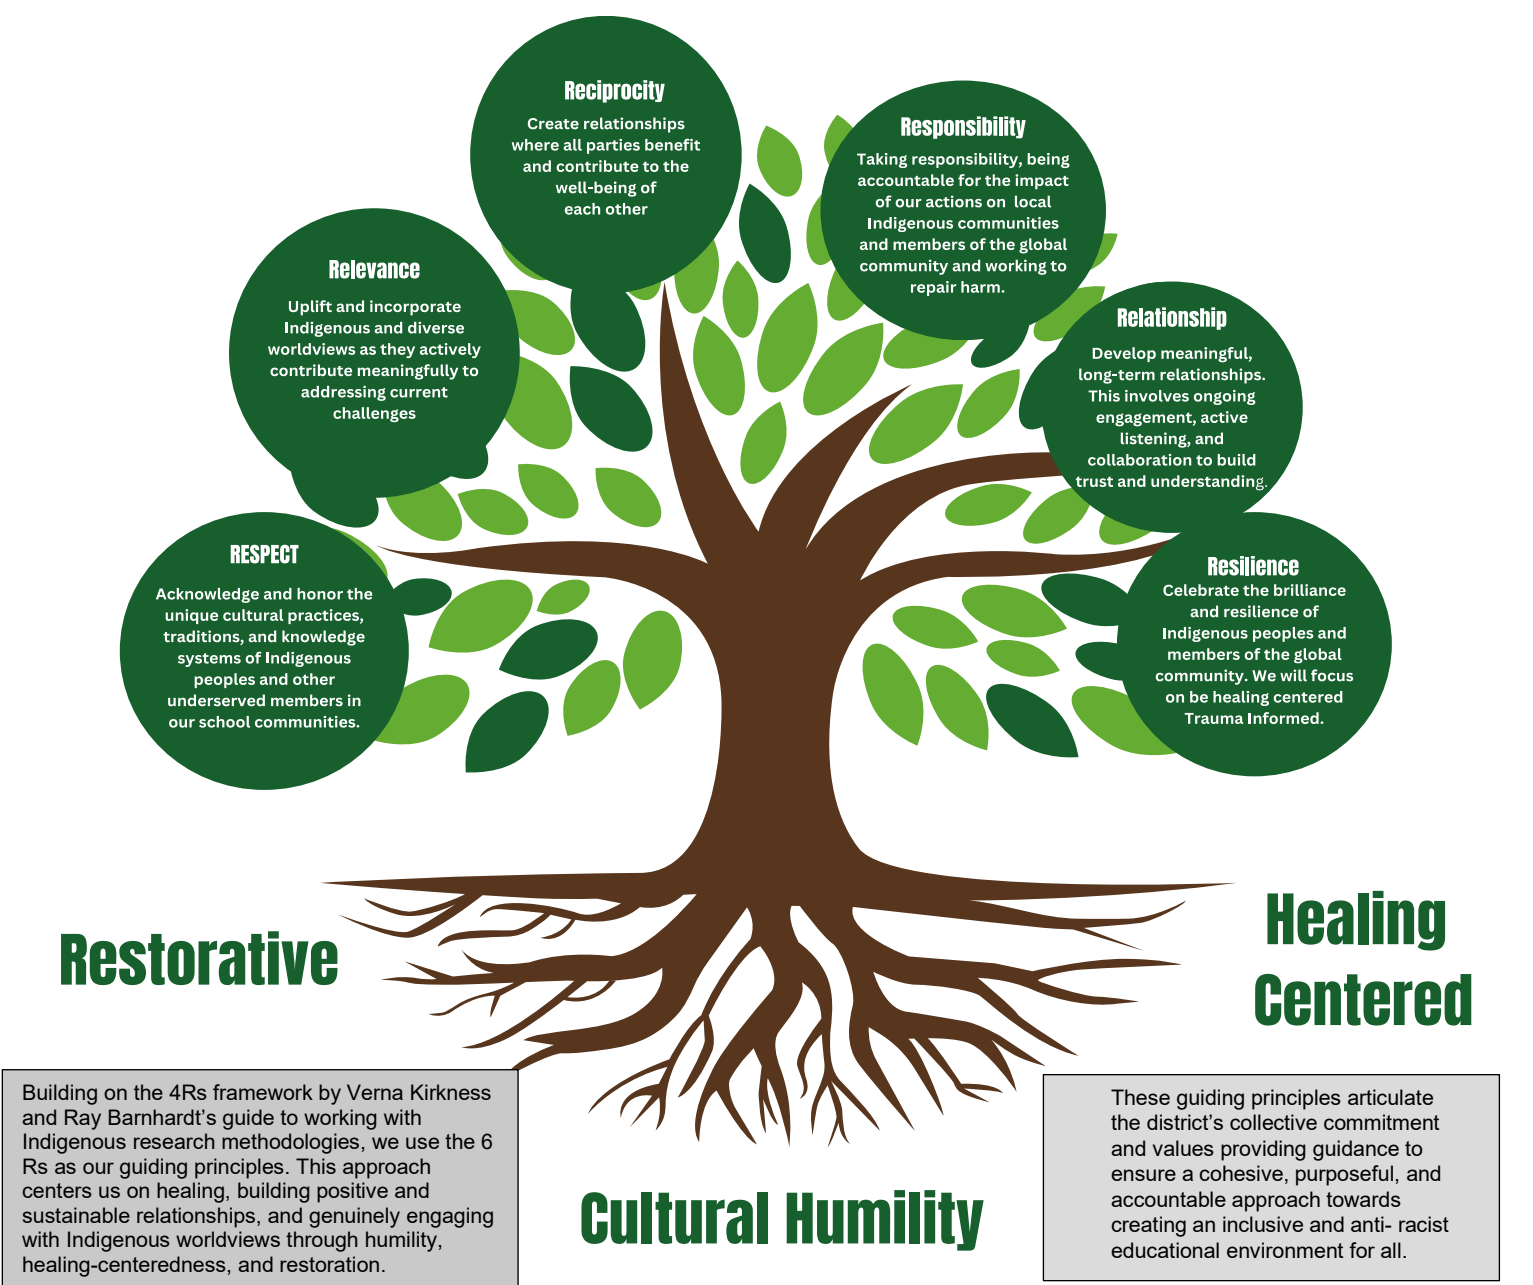 Reciprocity
Create relationships
where all parties benefit
and contribute to the
well-being of
each other
Responsibility
Taking responsibility, being
accountable for the impact
of our actions on local
Indigenous communities
and members of the global
community and working to
repair harm.
Relevance
Uplift and incorporate
Indigenous and diverse
worldviews as they actively
contribute meaningfully to
addressing current
challenges
Relationship
Develop meaningful,
long-term relationships.
This involves ongoing
engagement, active
listening, and
collaboration to build
trust and understanding.
RESPECT
Acknowledge and honor the
unique cultural practices,
traditions, and knowledge
systems of Indigenous
peoples and other
underserved members in
our school communities.
Resilience
Celebrate the brilliance
and resilience of
Indigenous peoples and
members of the global
community. We will focus
on be healing centered
Trauma Informed.
Restorative
Healing
Centered
Building on the 4Rs framework by Verna Kirkness
and Ray Barnhardt’s guide to working with
Indigenous research methodologies, we use the 6
Rs as our guiding principles. This approach
centers us on healing, building positive and
sustainable relationships, and genuinely engaging
with Indigenous worldviews through humility,
healing-centeredness, and restoration.
Cultural Humility
These guiding principles articulate
the district’s collective commitment
and values providing guidance to
ensure a cohesive, purposeful, and
accountable approach towards
creating an inclusive and anti- racist
educational environment for all.